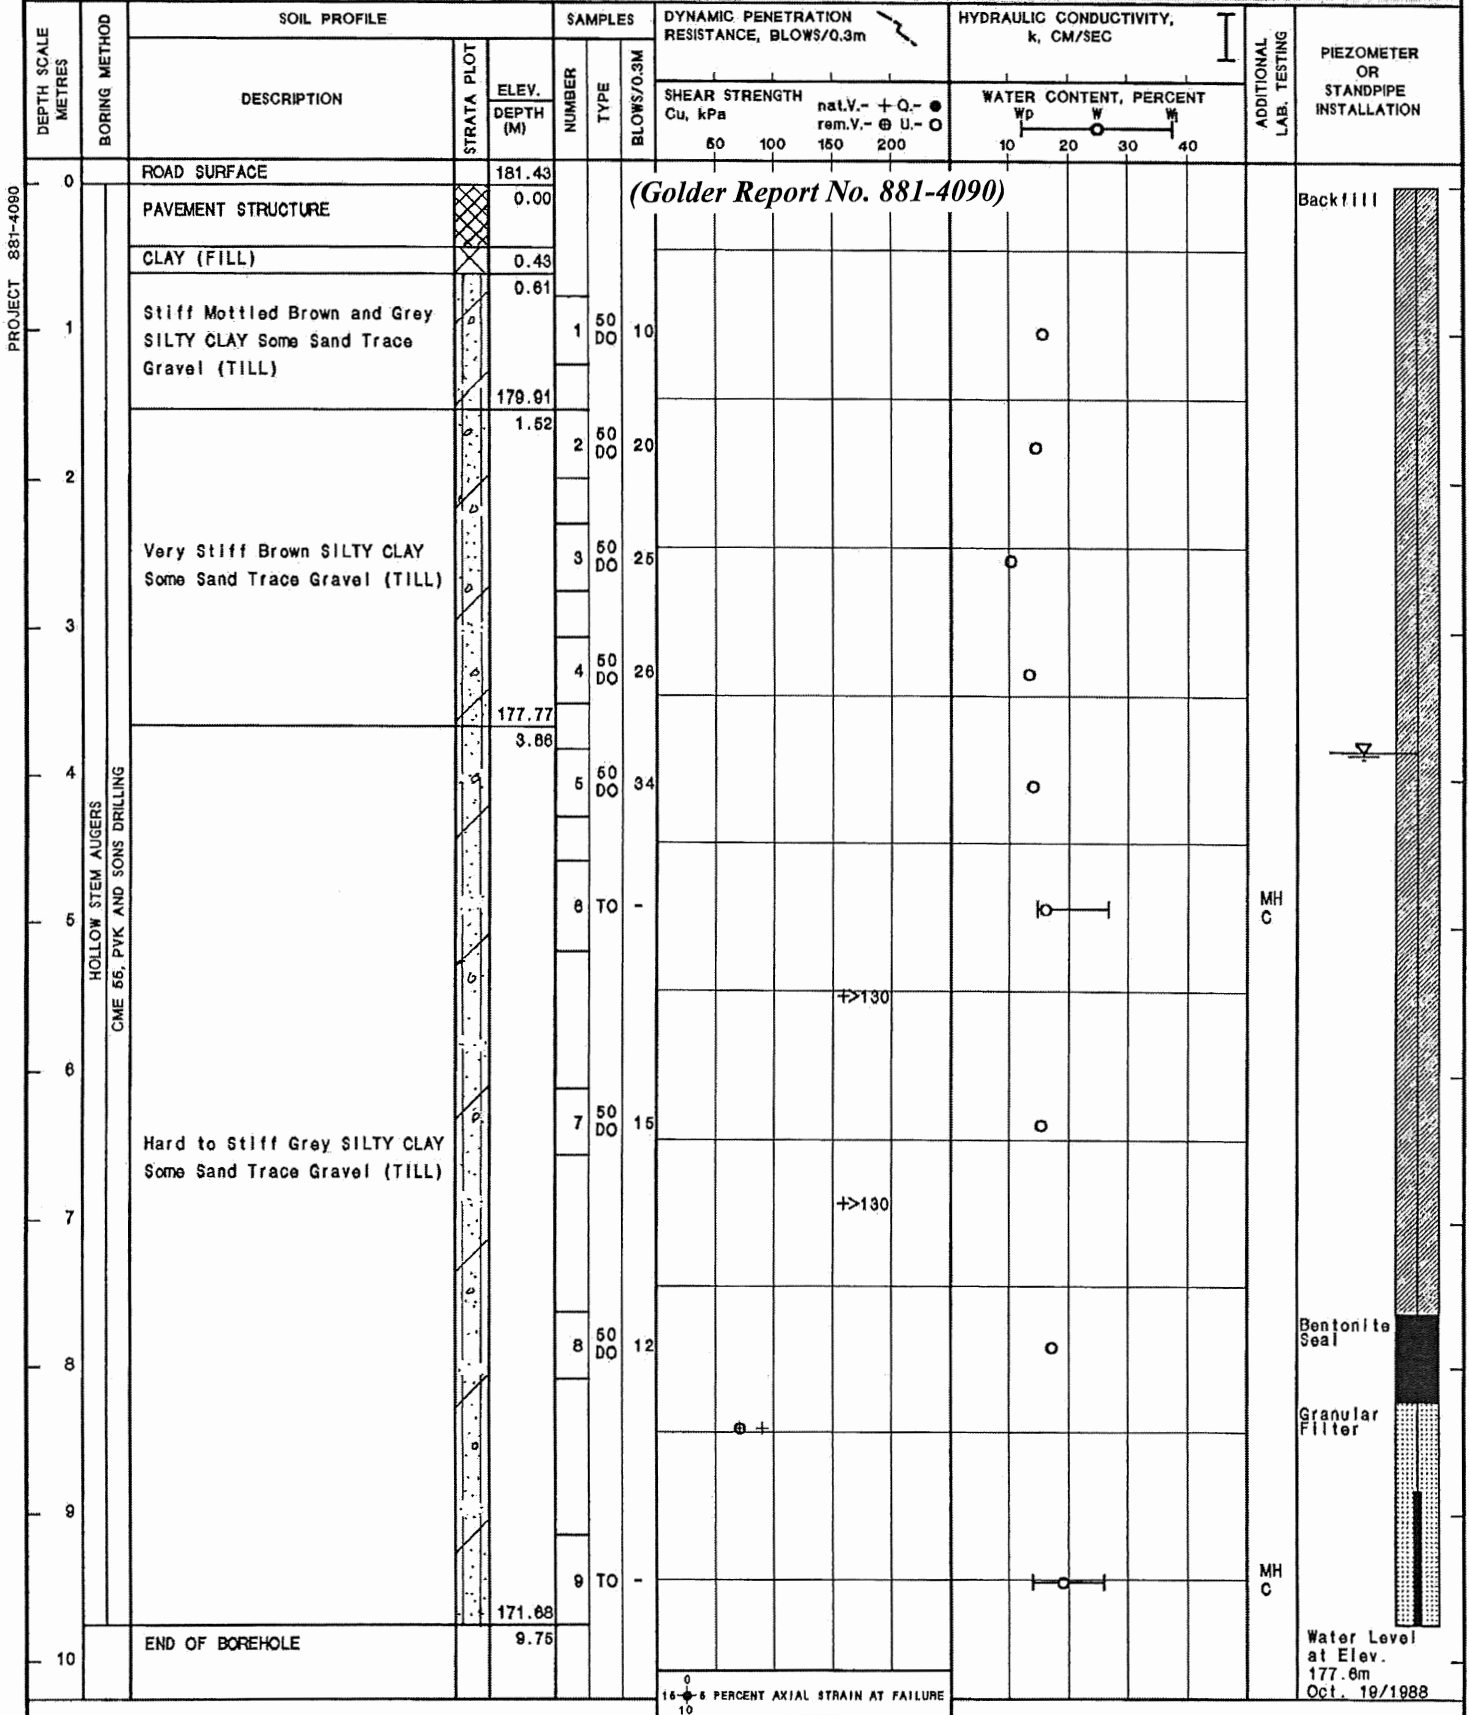 PROJECT 881-4090
DEPTH SCALE
METRES
BORING METHOD
SOIL PROFILE
DESCRIPTION
STRATA PLOT
ELEV.
DEPTH
(M)
SAMPLES
NUMBER
TYPE
BLOWS/0.3M
DYNAMIC PENETRATION
RESISTANCE, BLOWS/0.3m
SHEAR STRENGTH
Cu, kPa
nat.V.- + Q.- ●
rem.V.- ⊕ U.- O
50 100 150 200
HYDRAULIC CONDUCTIVITY,
k, CM/SEC
WATER CONTENT, PERCENT
Wp W Wl
10 20 30 40
ADDITIONAL
LAB. TESTING
PIEZOMETER
OR
STANDPIPE
INSTALLATION
0
1
2
3
4
5
6
7
8
9
10
HOLLOW STEM AUGERS
CME 55, PVK AND SONS DRILLING
ROAD SURFACE 181.43
0.00
PAVEMENT STRUCTURE
CLAY (FILL) 0.43
0.61
Stiff Mottled Brown and Grey
SILTY CLAY Some Sand Trace
Gravel (TILL)
179.91
1.52
Very Stiff Brown SILTY CLAY
Some Sand Trace Gravel (TILL)
177.77
3.66
Hard to Stiff Grey SILTY CLAY
Some Sand Trace Gravel (TILL)
171.68
9.75
END OF BOREHOLE
1 50 DO 10
2 50 DO 20
3 50 DO 25
4 50 DO 26
5 50 DO 34
6 TO -
7 50 DO 15
8 50 DO 12
9 TO -
(Golder Report No. 881-4090)
+>130
+>130
MH
C
MH
C
Backfill
Bentonite
Seal
Granular
Filter
Water Level
at Elev.
177.6m
Oct. 19/1988
0
15 5 PERCENT AXIAL STRAIN AT FAILURE
10